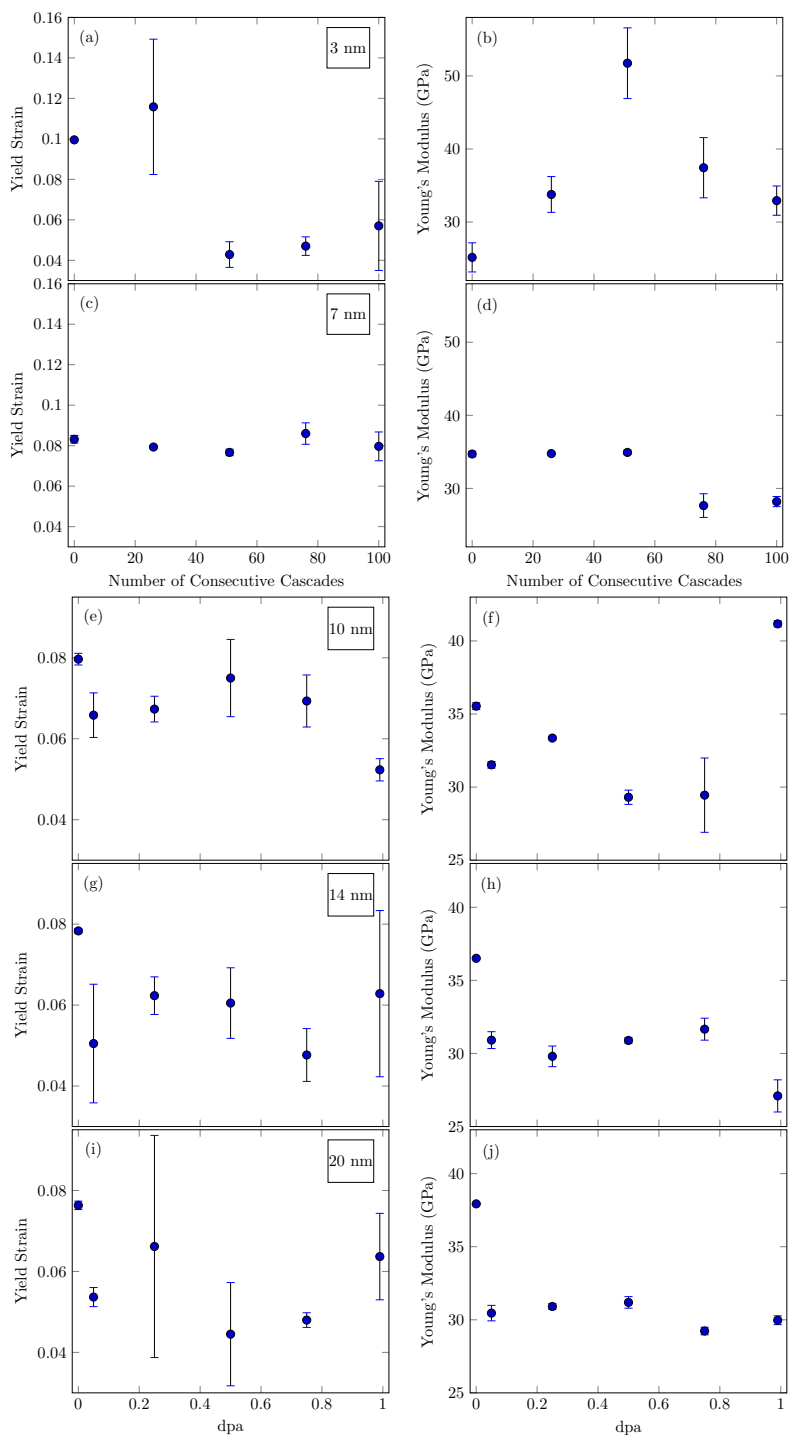 (a)
3 nm
0.16
0.14
0.12
0.1
0.08
0.06
0.04
Yield Strain
(b)
50
40
30
Young's Modulus (GPa)
(c)
7 nm
0.16
0.14
0.12
0.1
0.08
0.06
0.04
Yield Strain
0 20 40 60 80 100
Number of Consecutive Cascades
(d)
50
40
30
Young's Modulus (GPa)
0 20 40 60 80 100
Number of Consecutive Cascades
(e)
10 nm
0.08
0.06
0.04
Yield Strain
(f)
40
35
30
25
Young's Modulus (GPa)
(g)
14 nm
0.08
0.06
0.04
Yield Strain
(h)
40
35
30
25
Young's Modulus (GPa)
(i)
20 nm
0.08
0.06
0.04
Yield Strain
0 0.2 0.4 0.6 0.8 1
dpa
(j)
40
35
30
25
Young's Modulus (GPa)
0 0.2 0.4 0.6 0.8 1
dpa